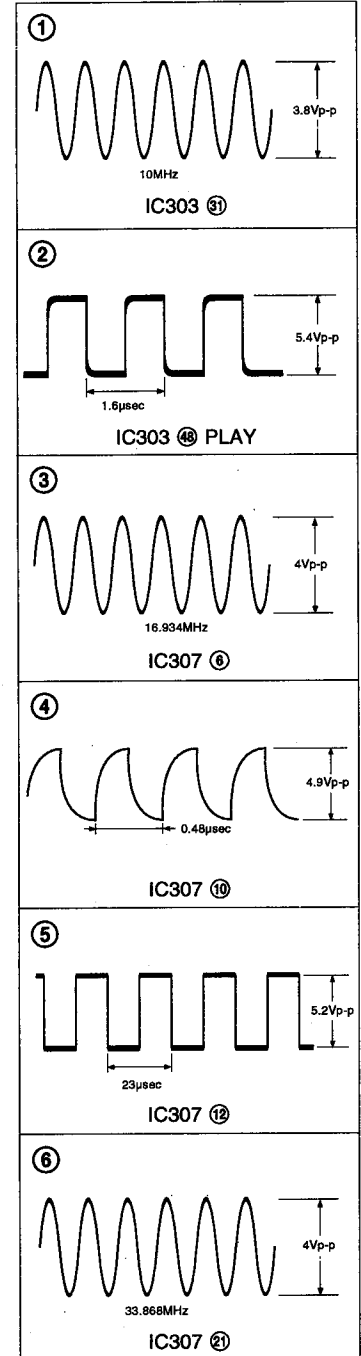 ①
3.8Vp-p
10MHz
IC303 ㉛
②
5.4Vp-p
1.6µsec
IC303 ㊽ PLAY
③
4Vp-p
16.934MHz
IC307 ⑥
④
4.9Vp-p
0.48µsec
IC307 ⑩
⑤
5.2Vp-p
23µsec
IC307 ⑫
⑥
4Vp-p
33.868MHz
IC307 ㉑